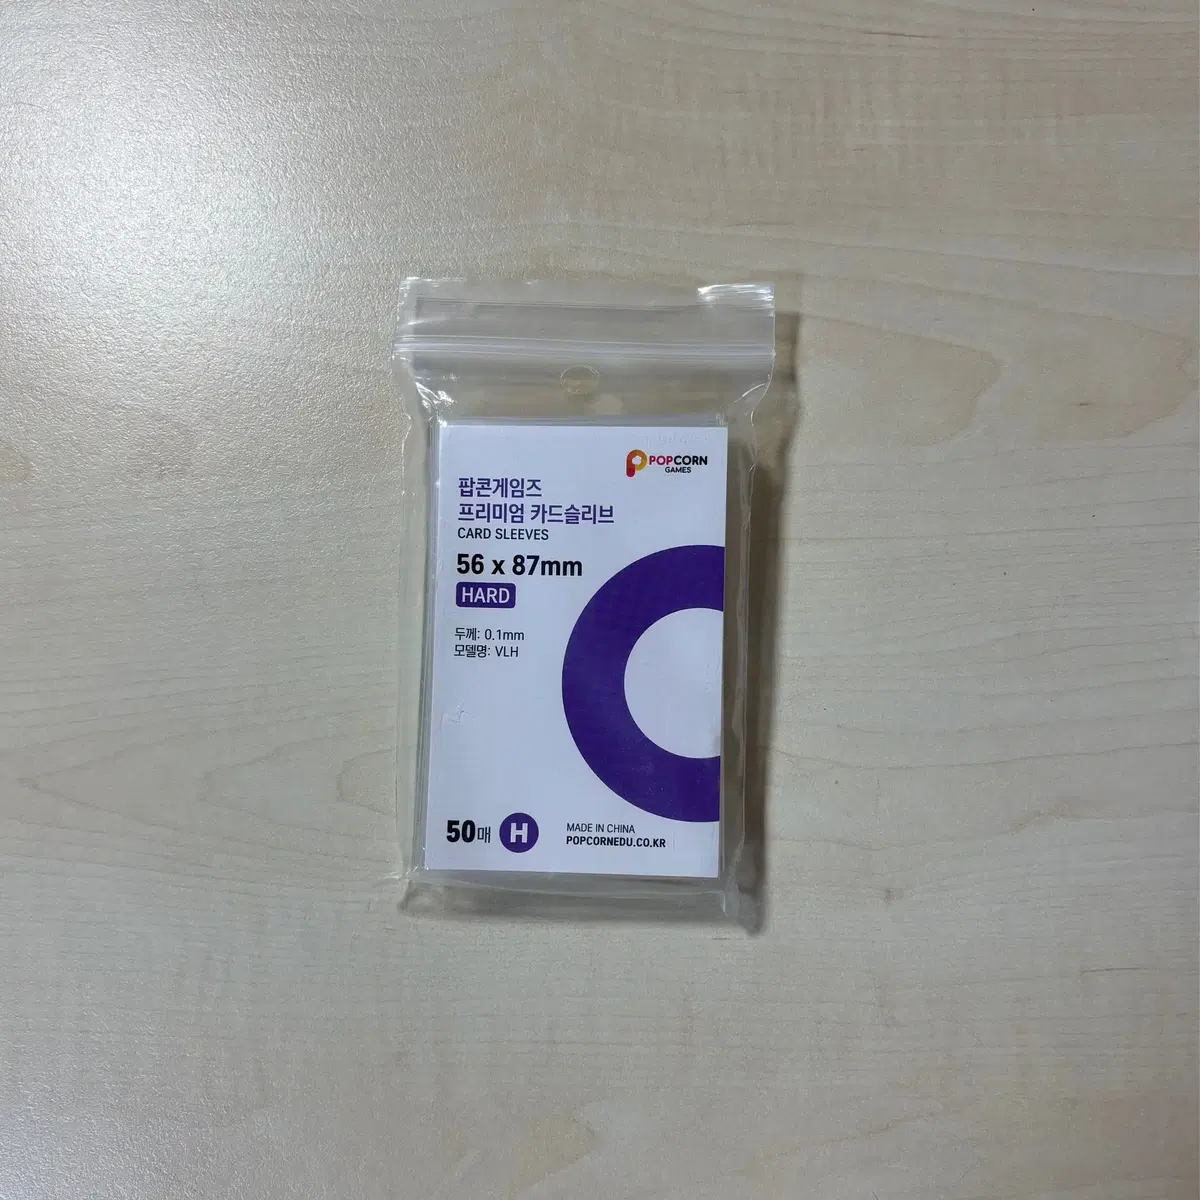 POPCORN
GAMES
팝콘게임즈
프리미엄 카드슬리브
CARD SLEEVES
56 x 87mm
HARD
두께: 0.1mm
모델명: VLH
50매 H
MADE IN CHINA
POPCORNEDU.CO.KR